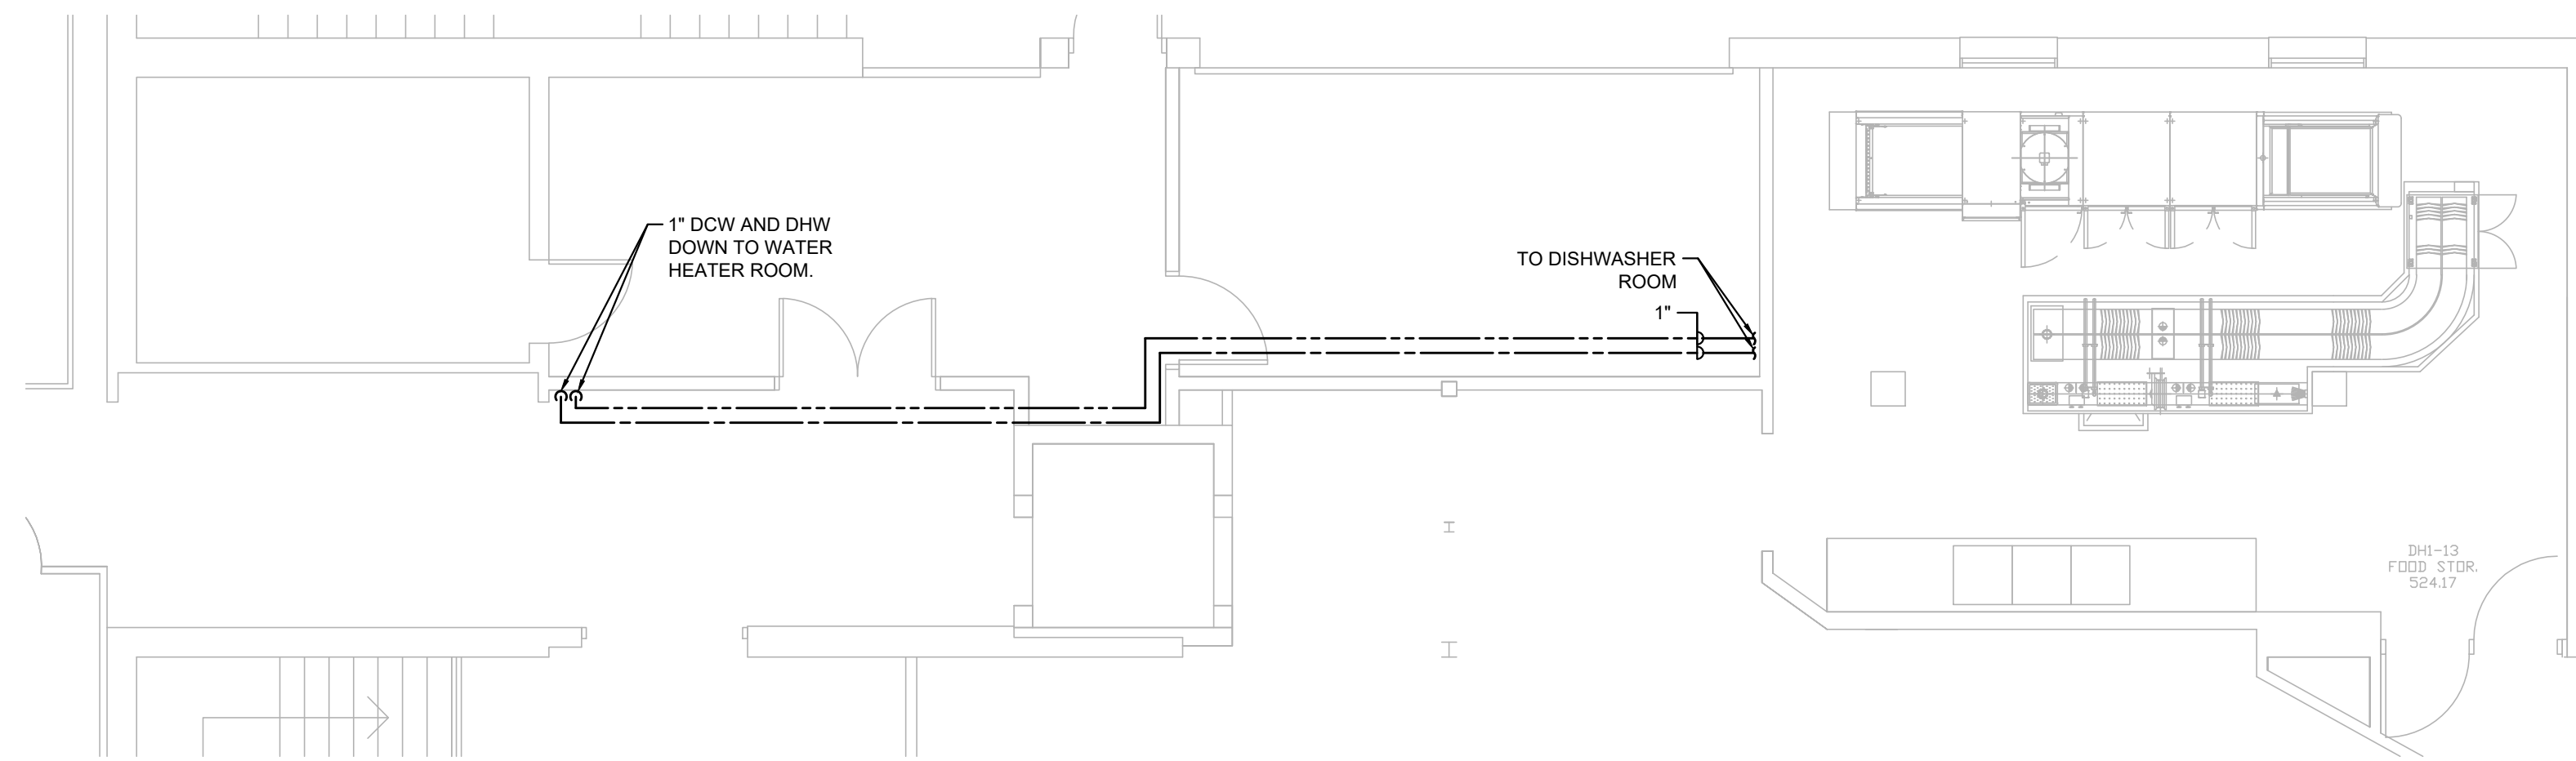 1" DCW AND DHW
DOWN TO WATER
HEATER ROOM.
TO DISHWASHER
ROOM
1"
DH1-13
FOOD STOR.
524.17